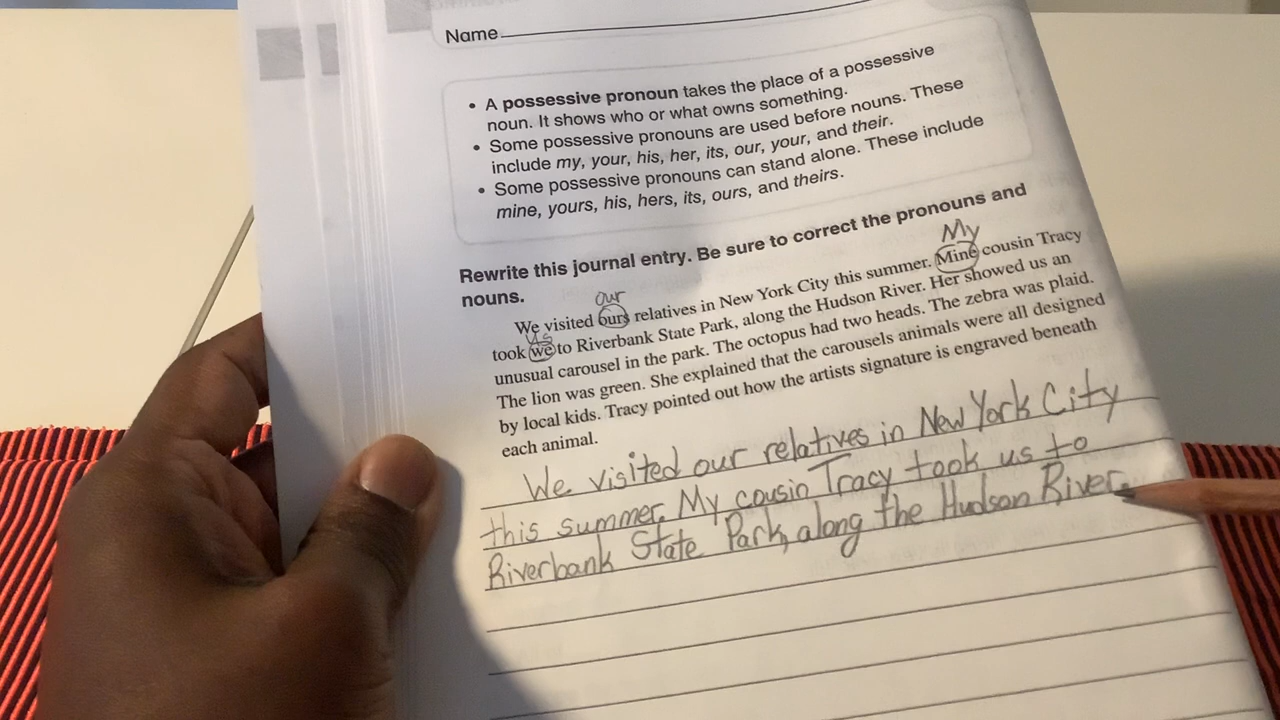 Name
• A possessive pronoun takes the place of a possessive
noun. It shows who or what owns something.
• Some possessive pronouns are used before nouns. These
include my, your, his, her, its, our, your, and their.
• Some possessive pronouns can stand alone. These include
mine, yours, his, hers, its, ours, and theirs.
Rewrite this journal entry. Be sure to correct the pronouns and
nouns.
My
our
We visited ours relatives in New York City this summer. Mine cousin Tracy
us
took we to Riverbank State Park, along the Hudson River. Her showed us an
unusual carousel in the park. The octopus had two heads. The zebra was plaid.
The lion was green. She explained that the carousels animals were all designed
by local kids. Tracy pointed out how the artists signature is engraved beneath
each animal.
We visited our relatives in New York City
this summer. My cousin Tracy took us to
Riverbank State Park, along the Hudson River.